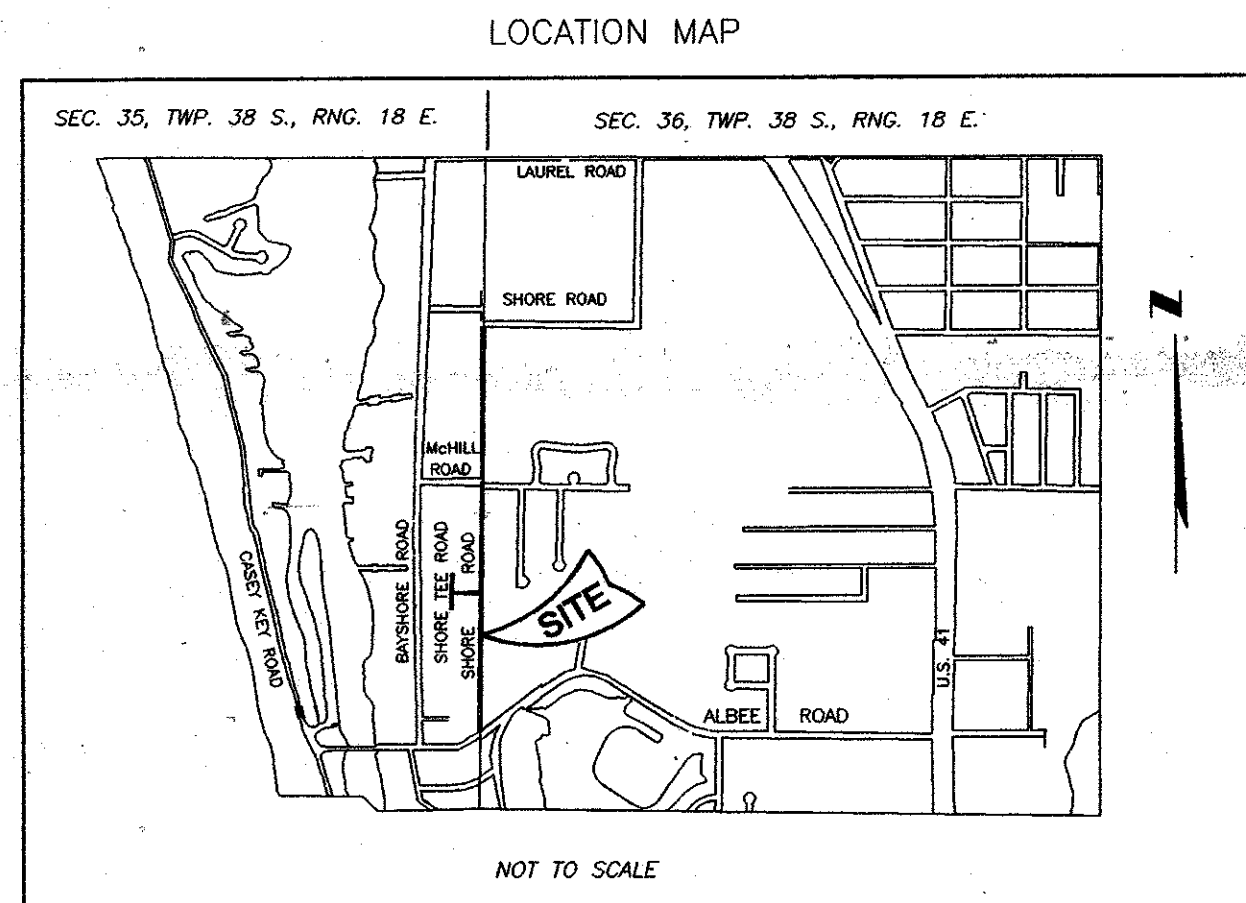 LOCATION MAP
SEC. 35, TWP. 38 S., RNG. 18 E.
SEC. 36, TWP. 38 S., RNG. 18 E.
LAUREL ROAD
SHORE ROAD
McHILL
ROAD
BAYSHORE ROAD
SHORE TEE ROAD
SHORE ROAD
CASEY KEY ROAD
SITE
U.S. 41
ALBEE ROAD
N
NOT TO SCALE